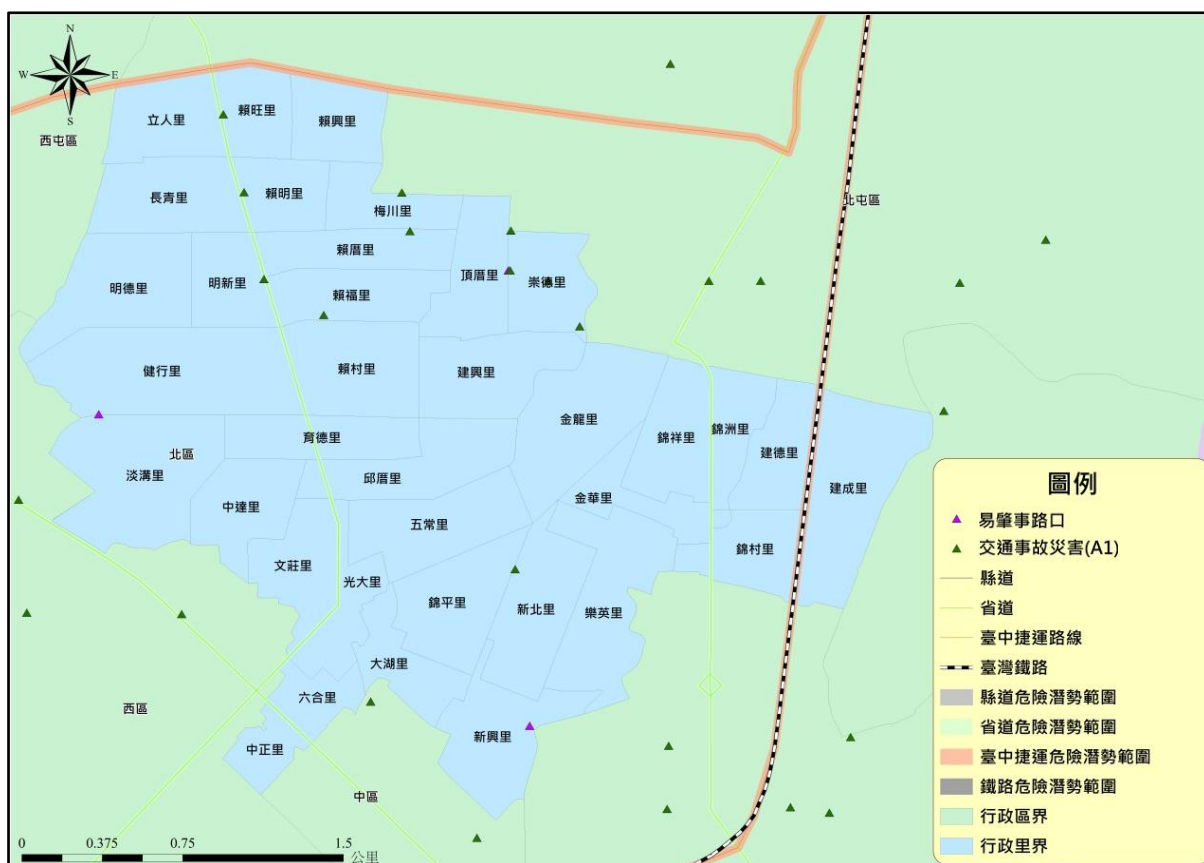 N
W
E
S
西屯區
立人里
賴旺里
賴興里
長青里
賴明里
梅川里
北屯區
賴厝里
明德里
明新里
頂厝里
崇德里
賴福里
健行里
賴村里
建興里
金龍里
錦祥里
錦洲里
育德里
北區
淡溝里
邱厝里
建德里
建成里
中達里
金華里
五常里
錦村里
文莊里
光大里
錦平里
新北里
樂英里
大湖里
六合里
西區
新興里
中正里
中區
圖例
易肇事路口
交通事故災害(A1)
縣道
省道
臺中捷運路線
臺灣鐵路
縣道危險潛勢範圍
省道危險潛勢範圍
臺中捷運危險潛勢範圍
鐵路危險潛勢範圍
行政區界
行政里界
0 0.375 0.75 1.5
公里